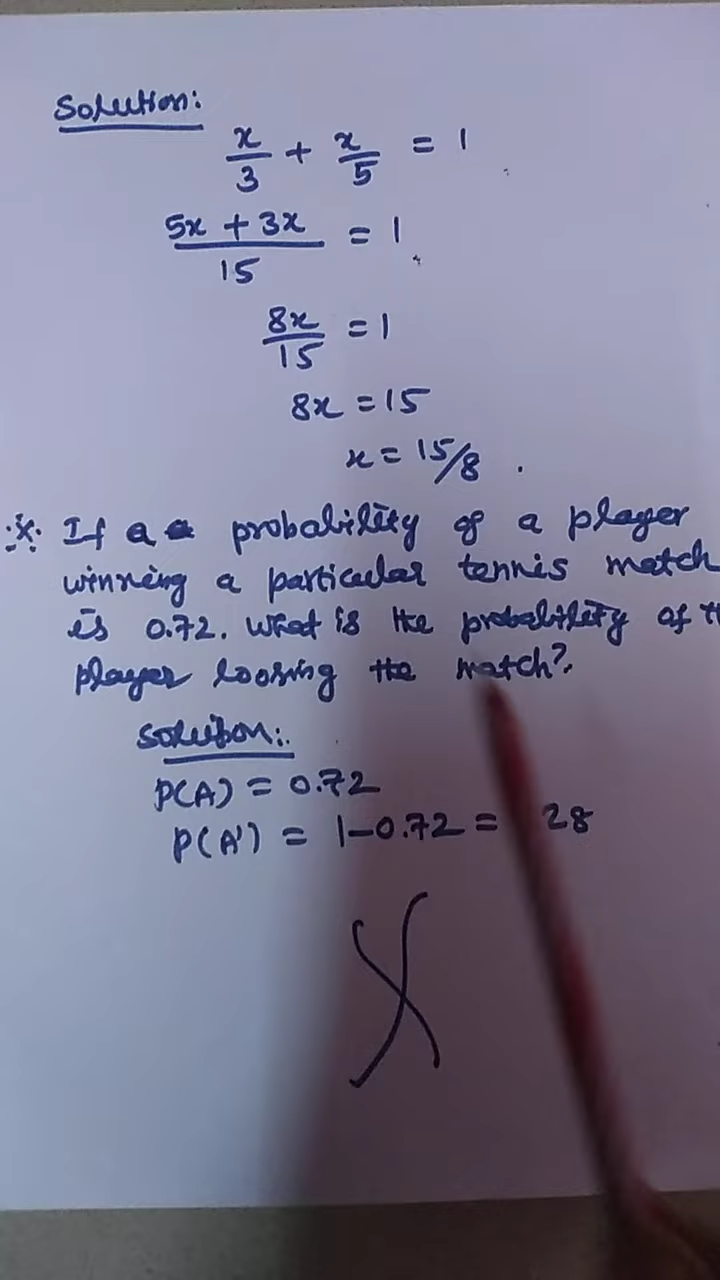 Solution:
x/3 + x/5 = 1
5x + 3x / 15 = 1
8x/15 = 1
8x = 15
x = 15/8 .
If a a probability of a player
winning a particular tennis match
is 0.72. What is the probability of
player loosing the match?.
Solution:.
P(A) = 0.72
P(A') = 1-0.72 = 28